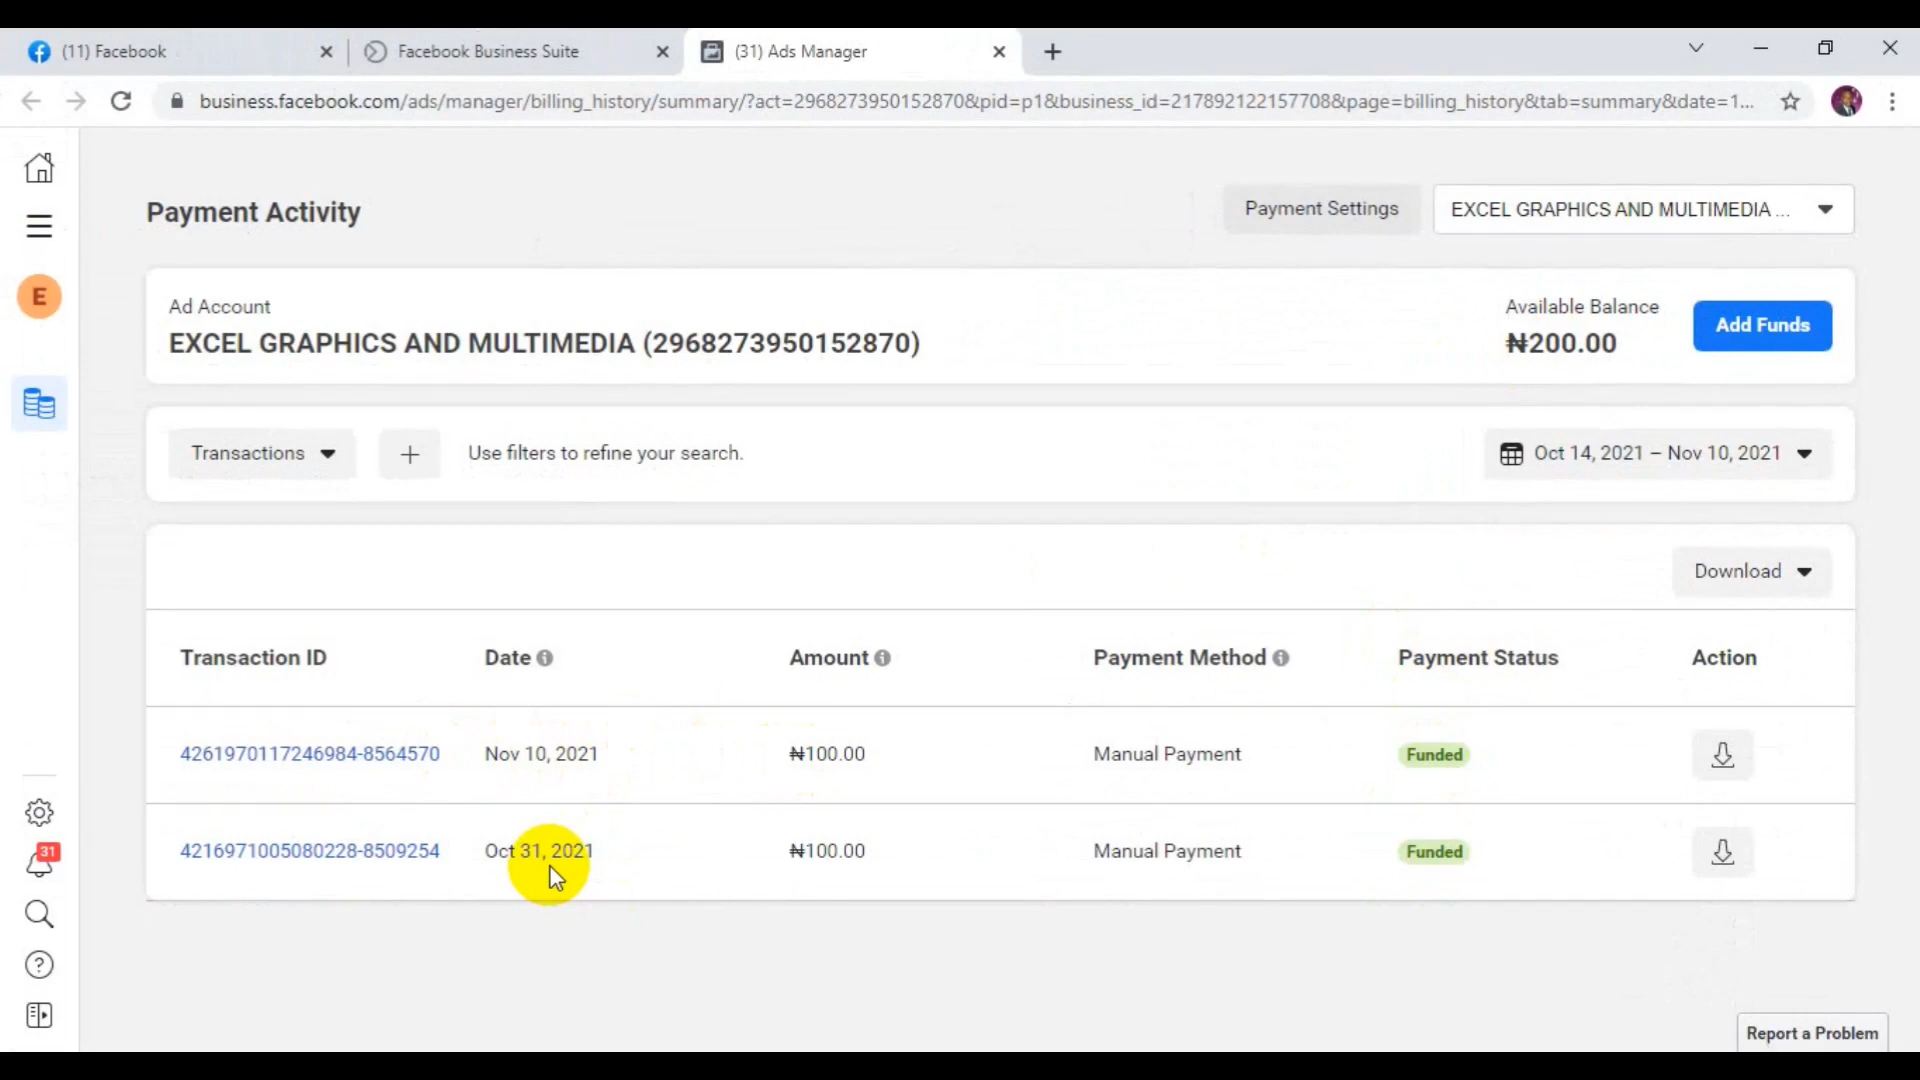 (11) Facebook
Facebook Business Suite
(31) Ads Manager
business.facebook.com/ads/manager/billing_history/summary/?act=2968273950152870&pid=p1&business_id=217892122157708&page=billing_history&tab=summary&date=1...
Payment Activity
Payment Settings
EXCEL GRAPHICS AND MULTIMEDIA ...
E
Ad Account
EXCEL GRAPHICS AND MULTIMEDIA (2968273950152870)
Available Balance
₦200.00
Add Funds
Transactions
Use filters to refine your search.
Oct 14, 2021 – Nov 10, 2021
Download
Transaction ID Date Amount Payment Method Payment Status Action
4261970117246984-8564570 Nov 10, 2021 ₦100.00 Manual Payment Funded
4216971005080228-8509254 Oct 31, 2021 ₦100.00 Manual Payment Funded
31
Report a Problem